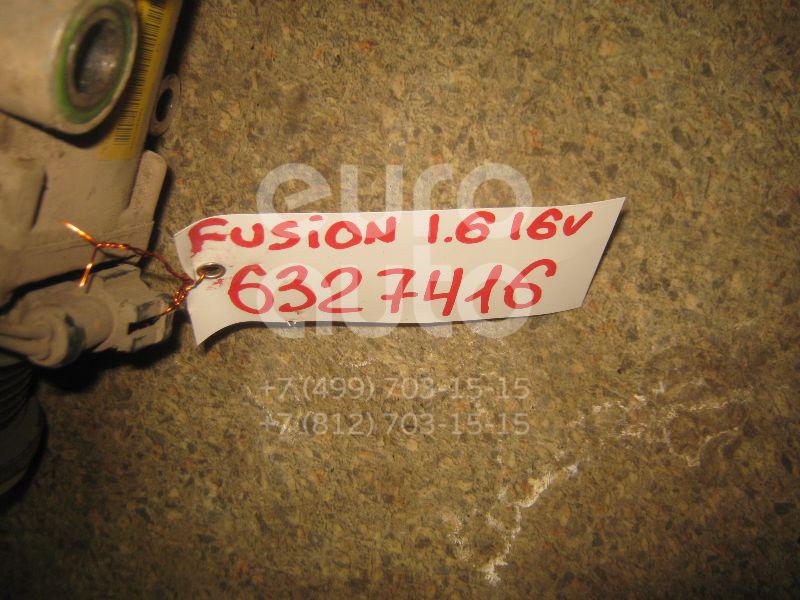 euro
FUSION 1.6 16V
6327416
auto
+7 (499) 703-15-15
+7 (812) 703-15-15